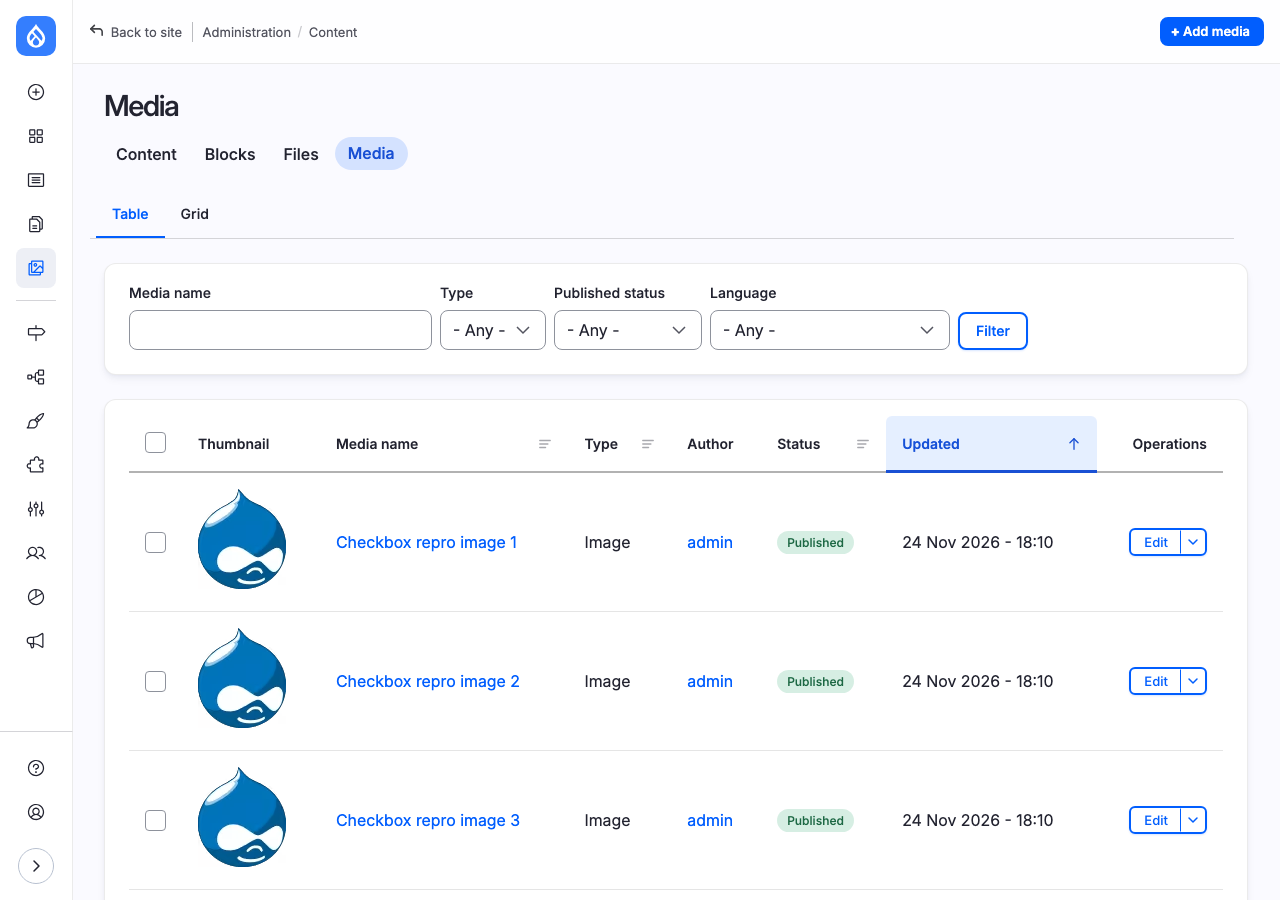 Back to site Administration / Content + Add media
Media
Content Blocks Files Media
Table Grid
Media name Type Published status Language
- Any - - Any - - Any - Filter
Thumbnail Media name Type Author Status Updated Operations
Checkbox repro image 1 Image admin Published 24 Nov 2026 - 18:10 Edit
Checkbox repro image 2 Image admin Published 24 Nov 2026 - 18:10 Edit
Checkbox repro image 3 Image admin Published 24 Nov 2026 - 18:10 Edit